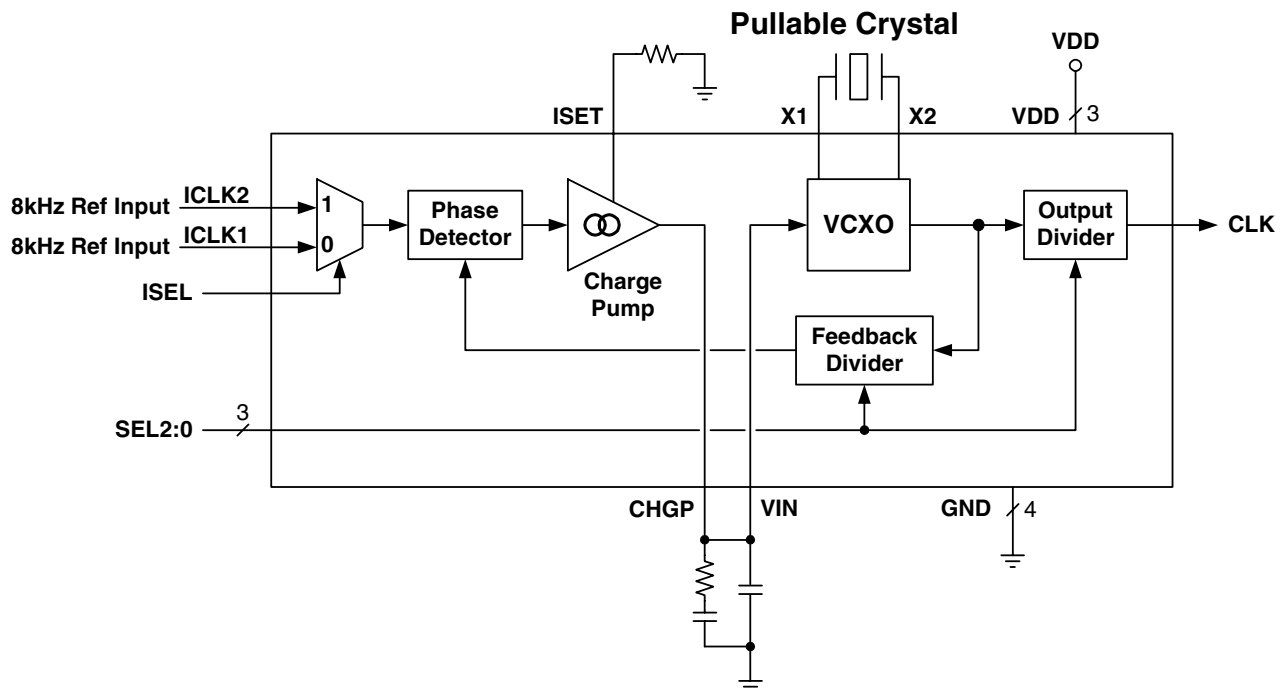 Pullable Crystal
VDD
ISET
X1
X2
VDD
3
8kHz Ref Input
ICLK2
1
Phase
Detector
VCXO
Output
Divider
CLK
8kHz Ref Input
ICLK1
0
ISEL
Charge
Pump
Feedback
Divider
SEL2:0
3
CHGP
VIN
GND
4